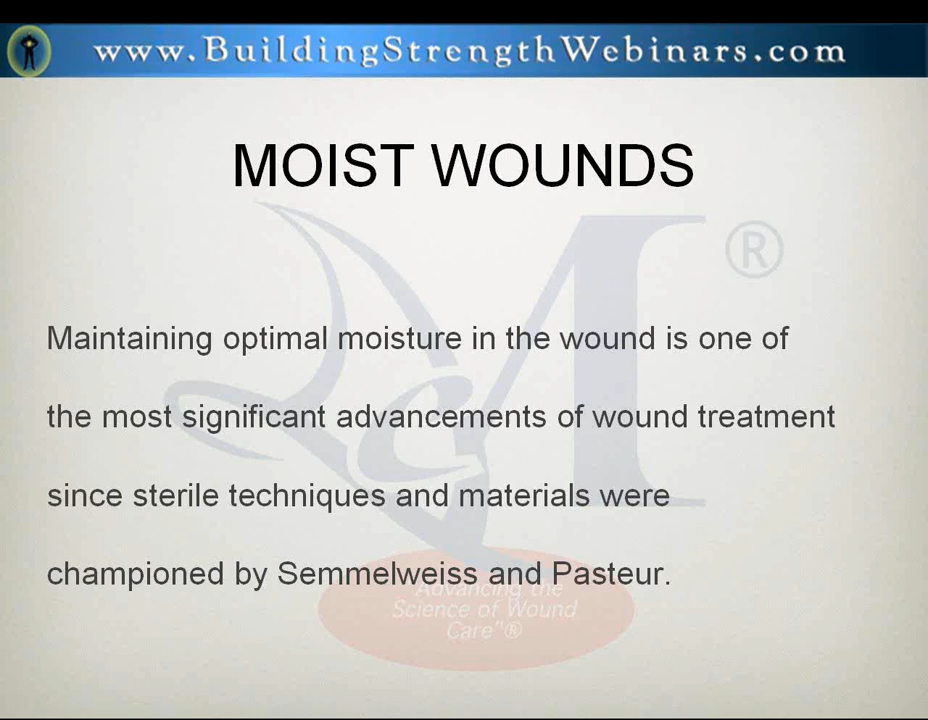 www.BuildingStrengthWebinars.com
MOIST WOUNDS
M®
Maintaining optimal moisture in the wound is one of
the most significant advancements of wound treatment
since sterile techniques and materials were
championed by Semmelweiss and Pasteur.
"Advancing the
Science of Wound
Care"®